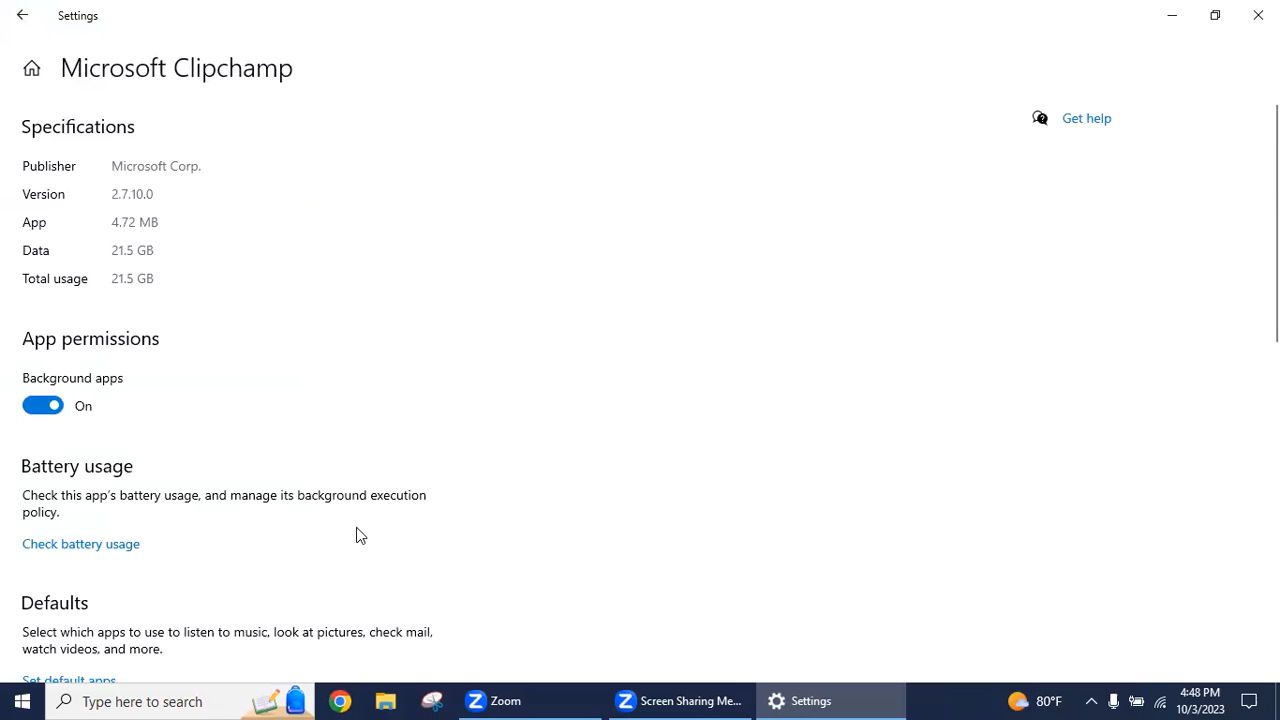 Settings
Microsoft Clipchamp
Specifications
Get help
Publisher Microsoft Corp.
Version 2.7.10.0
App 4.72 MB
Data 21.5 GB
Total usage 21.5 GB
App permissions
Background apps
On
Battery usage
Check this app's battery usage, and manage its background execution
policy.
Check battery usage
Defaults
Select which apps to use to listen to music, look at pictures, check mail,
watch videos, and more.
Set default apps
Type here to search
Zoom
Screen Sharing Me...
Settings
80°F
4:48 PM
10/3/2023